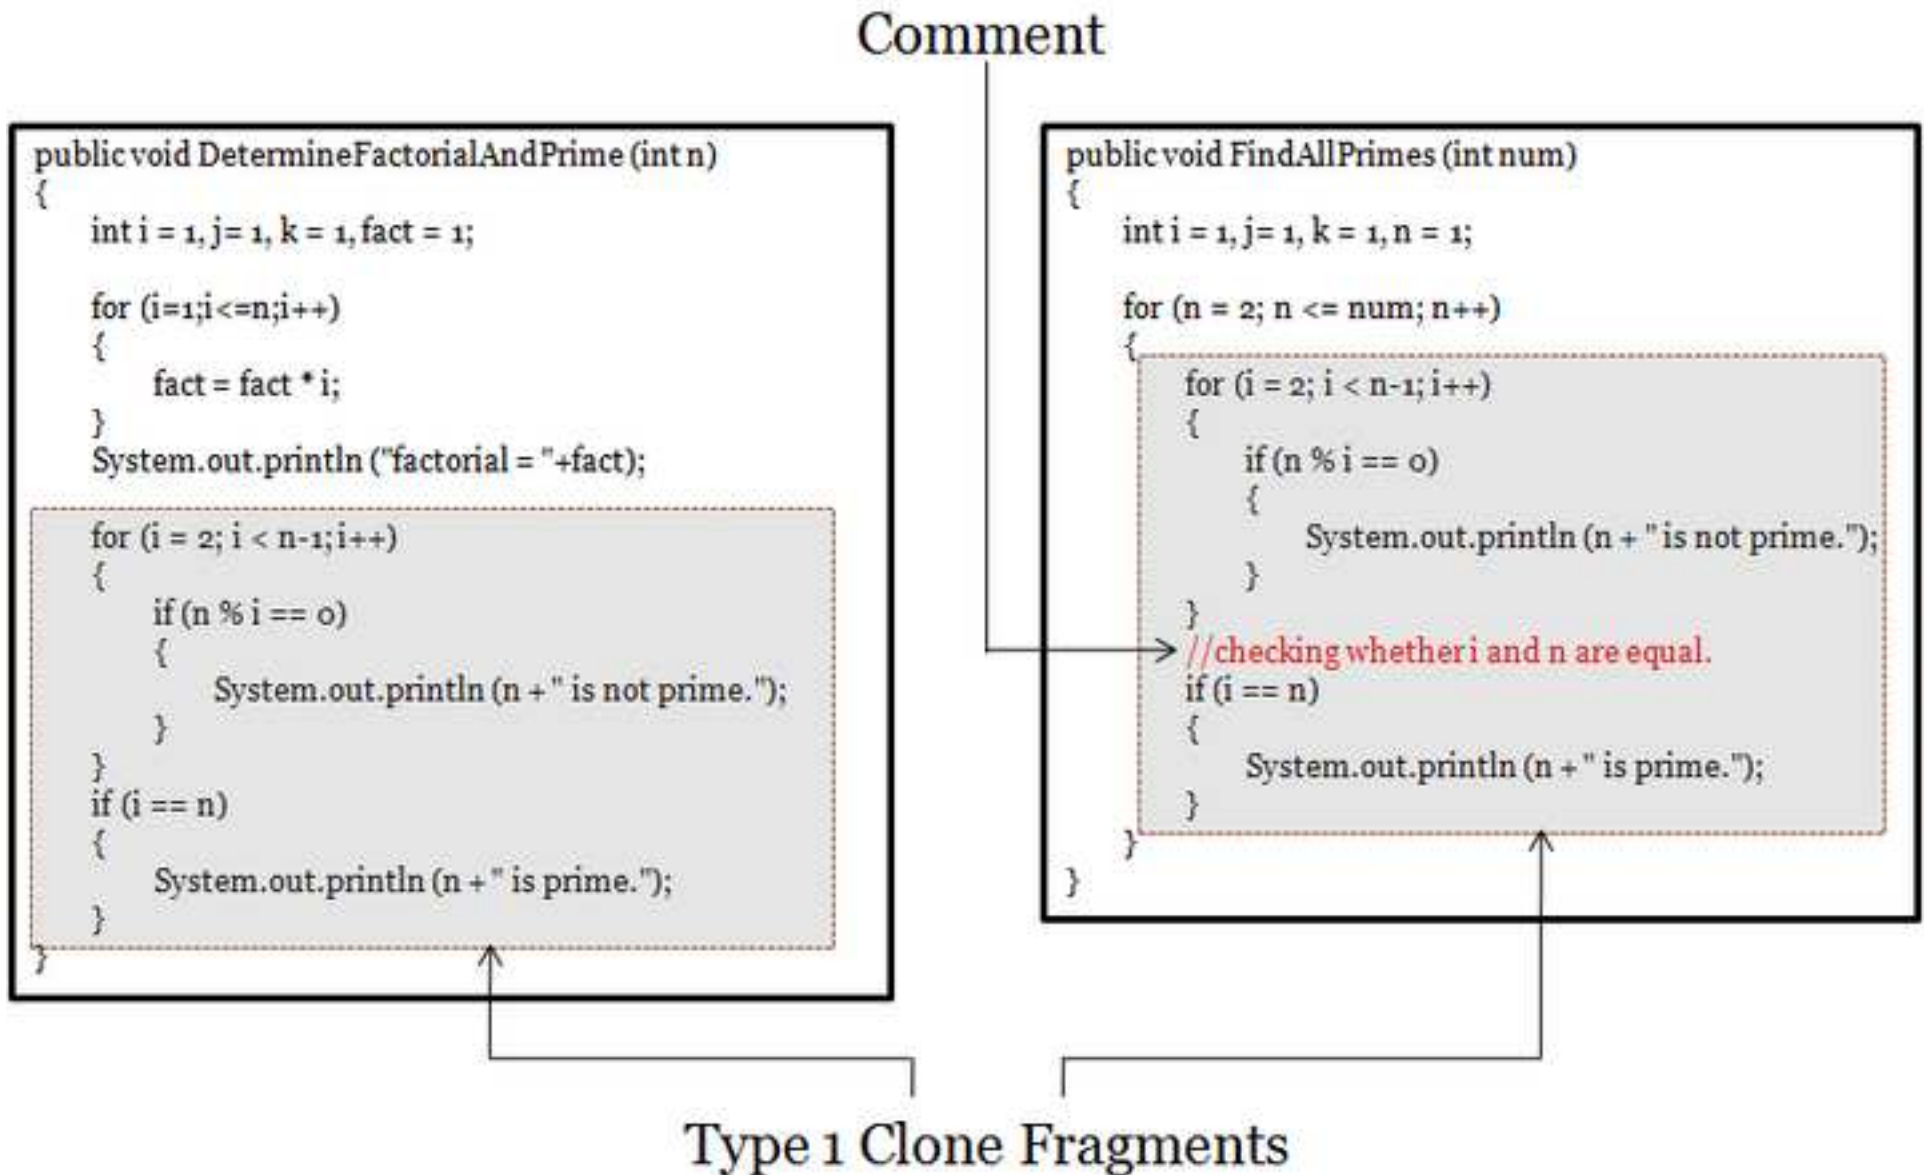 Comment
public void DetermineFactorialAndPrime (int n)
{
int i = 1, j= 1, k = 1, fact = 1;
for (i=1;i<=n;i++)
{
fact = fact * i;
}
System.out.println ("factorial = "+fact);
for (i = 2; i < n-1; i++)
{
if (n % i == 0)
{
System.out.println (n + " is not prime.");
}
}
if (i == n)
{
System.out.println (n + " is prime.");
}
}
public void FindAllPrimes (int num)
{
int i = 1, j= 1, k = 1, n = 1;
for (n = 2; n <= num; n++)
{
for (i = 2; i < n-1; i++)
{
if (n % i == 0)
{
System.out.println (n + " is not prime.");
}
}
//checking whether i and n are equal.
if (i == n)
{
System.out.println (n + " is prime.");
}
}
}
Type 1 Clone Fragments